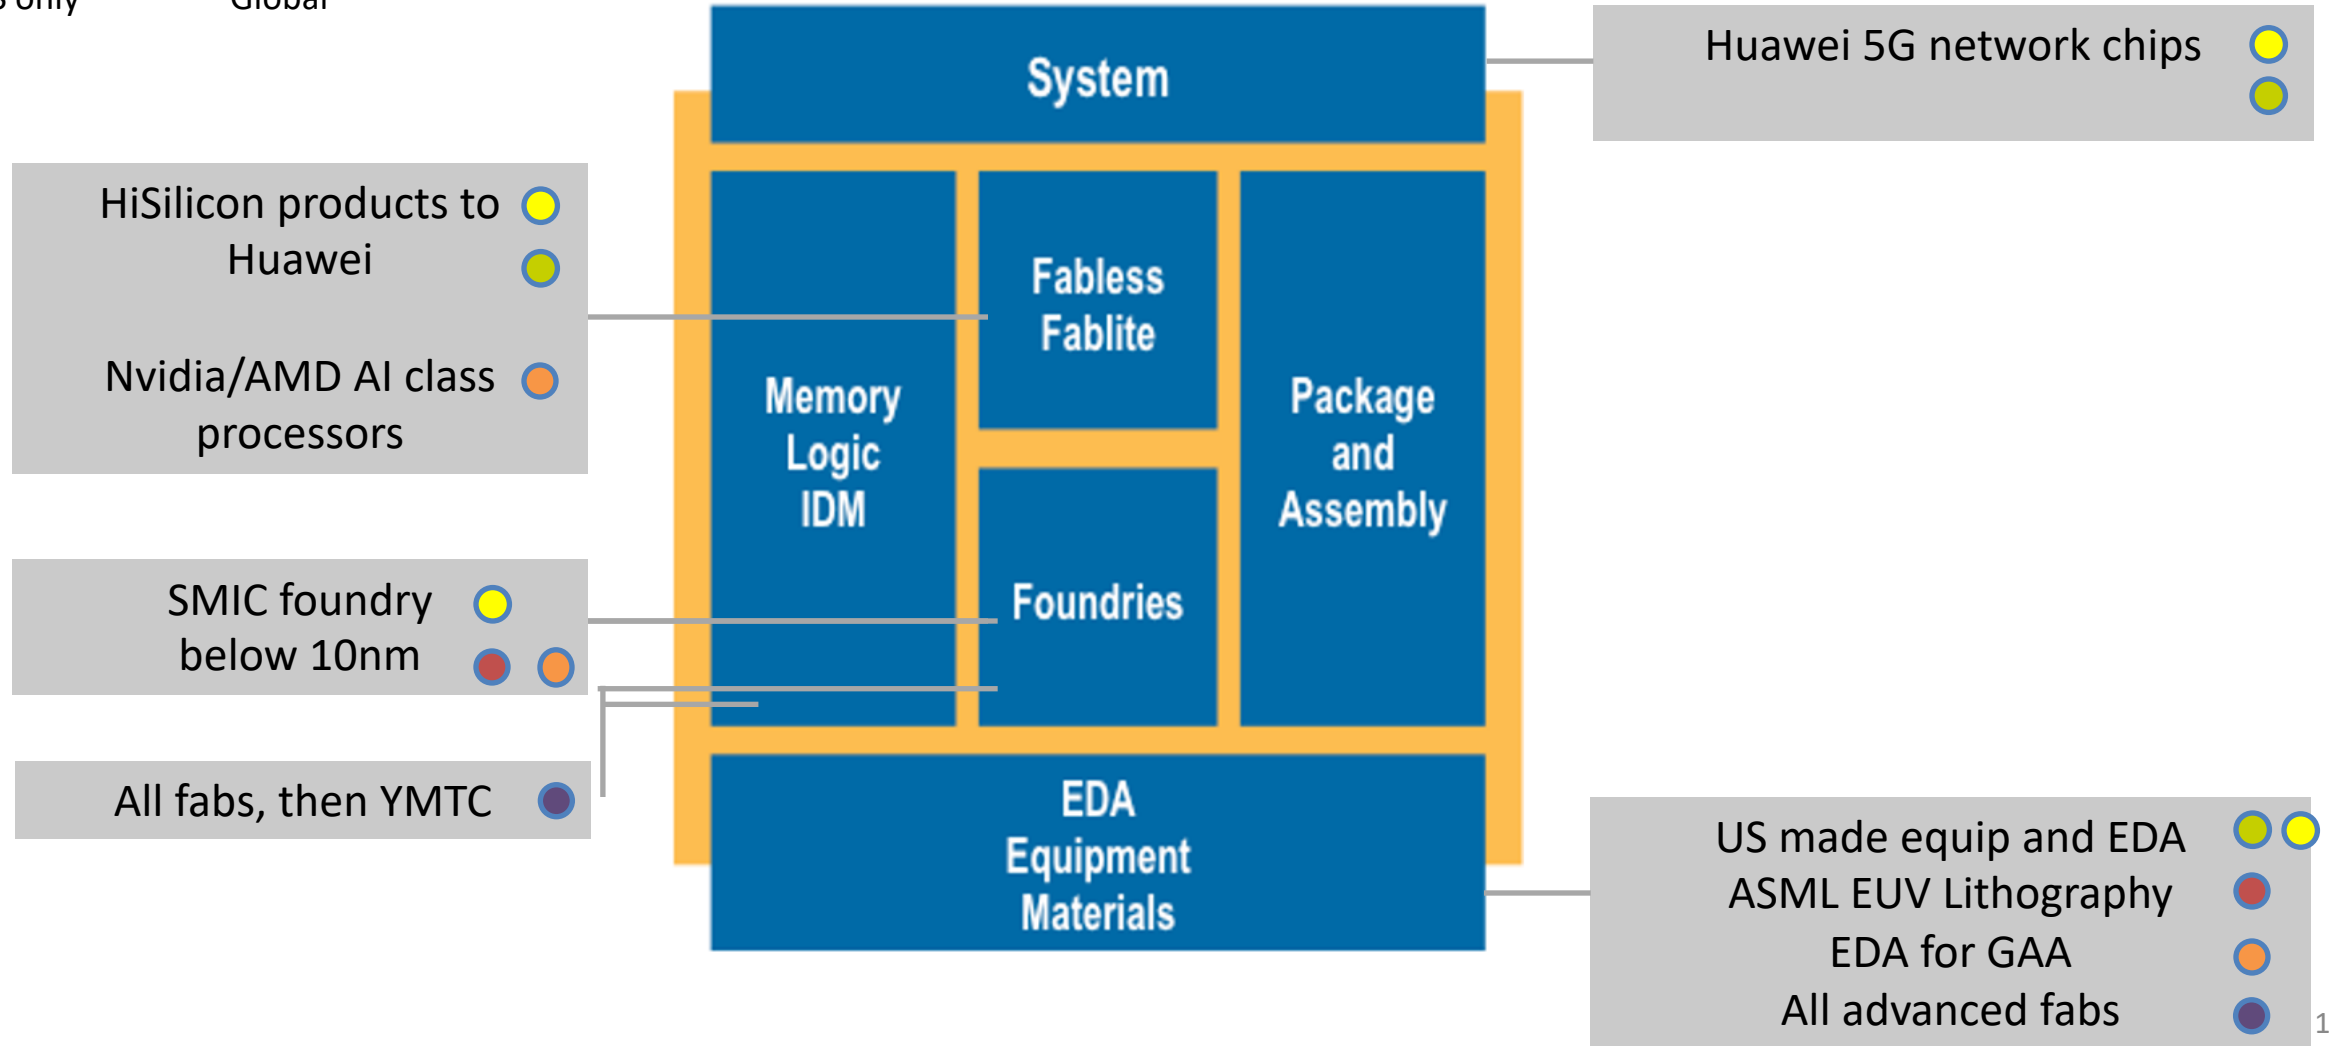 only
Global
System
Huawei 5G network chips
HiSilicon products to
Huawei
Nvidia/AMD AI class
processors
Fabless
Fablite
Memory
Logic
IDM
Package
and
Assembly
SMIC foundry
below 10nm
Foundries
All fabs, then YMTC
EDA
Equipment
Materials
US made equip and EDA
ASML EUV Lithography
EDA for GAA
All advanced fabs
1